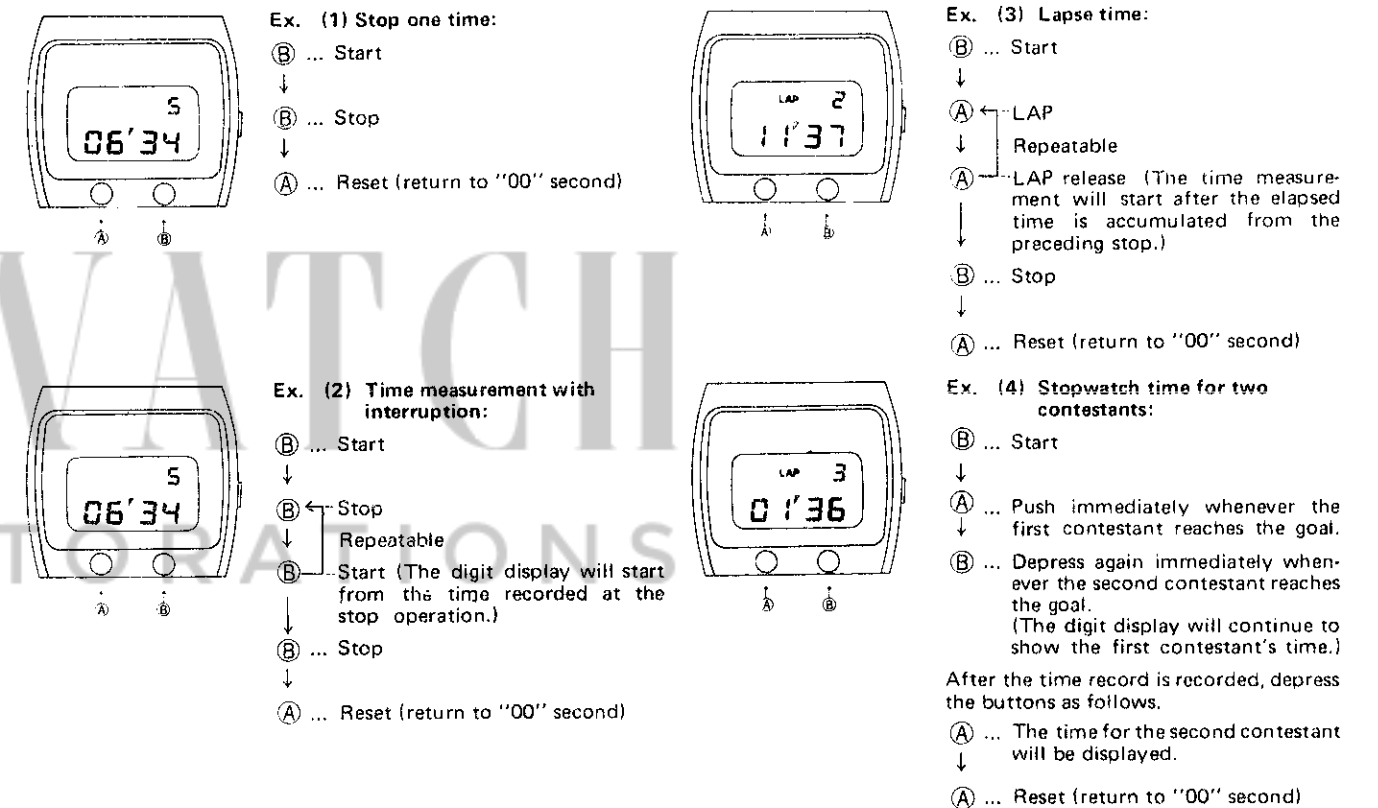 Ex. (1) Stop one time:
Ⓑ ... Start
↓
Ⓑ ... Stop
↓
Ⓐ ... Reset (return to "00" second)
5
06'34
Ⓐ Ⓑ
Ex. (2) Time measurement with
interruption:
Ⓑ ... Start
↓
Ⓑ Stop
↓ Repeatable
Ⓑ Start (The digit display will start
from the time recorded at the
stop operation.)
↓
Ⓑ ... Stop
↓
Ⓐ ... Reset (return to "00" second)
5
06'34
Ⓐ Ⓑ
Ex. (3) Lapse time:
Ⓑ ... Start
↓
Ⓐ LAP
↓ Repeatable
Ⓐ LAP release (The time measure-
ment will start after the elapsed
time is accumulated from the
preceding stop.)
↓
Ⓑ ... Stop
↓
Ⓐ ... Reset (return to "00" second)
LAP 2
11'37
Ⓐ Ⓑ
Ex. (4) Stopwatch time for two
contestants:
Ⓑ ... Start
↓
Ⓐ ... Push immediately whenever the
↓ first contestant reaches the goal.
Ⓑ ... Depress again immediately when-
ever the second contestant reaches
the goal.
(The digit display will continue to
show the first contestant's time.)
After the time record is recorded, depress
the buttons as follows.
Ⓐ ... The time for the second contestant
↓ will be displayed.
Ⓐ ... Reset (return to "00" second)
LAP 3
01'36
Ⓐ Ⓑ
WATCH
TORATIONS